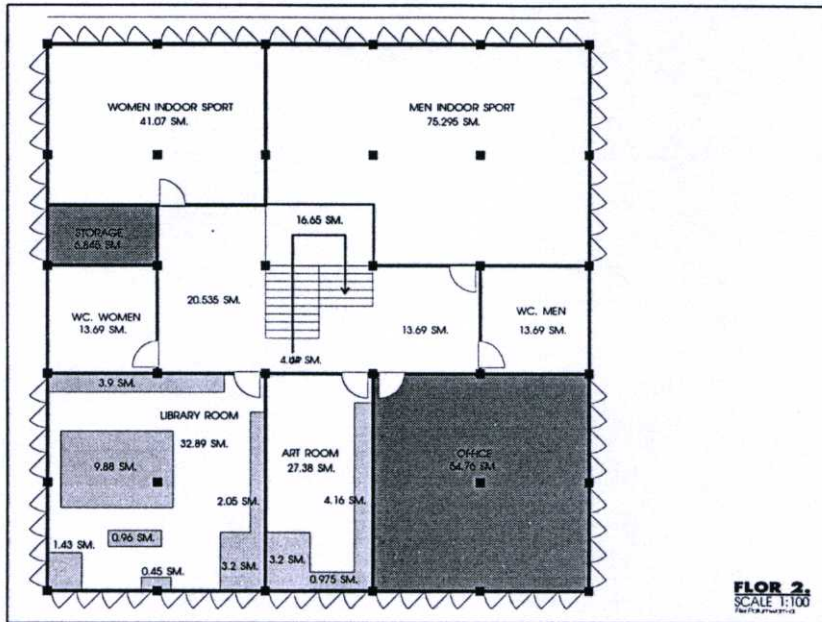 WOMEN INDOOR SPORT
41.07 SM.
MEN INDOOR SPORT
75.295 SM.
16.65 SM.
STORAGE
6.845 SM.
20.535 SM.
WC. WOMEN
13.69 SM.
13.69 SM.
WC. MEN
13.69 SM.
SM.
3.9 SM.
LIBRARY ROOM
32.89 SM.
9.88 SM.
ART ROOM
27.38 SM.
OFFICE
54.76 SM.
2.05 SM.
4.16 SM.
0.96 SM.
1.43 SM.
0.45 SM.
3.2 SM.
3.2 SM.
0.975 SM.
FLOR 2.
SCALE 1:100